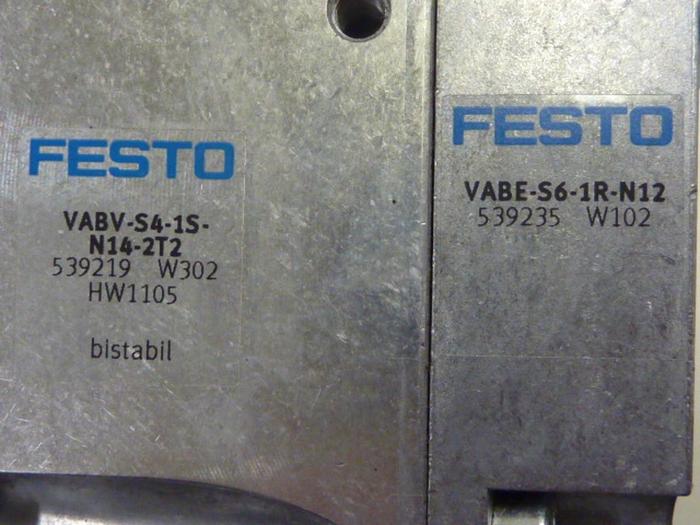 FESTO
VABV-S4-1S-
N14-2T2
539219 W302
HW1105
bistabil
FESTO
VABE-S6-1R-N12
539235 W102